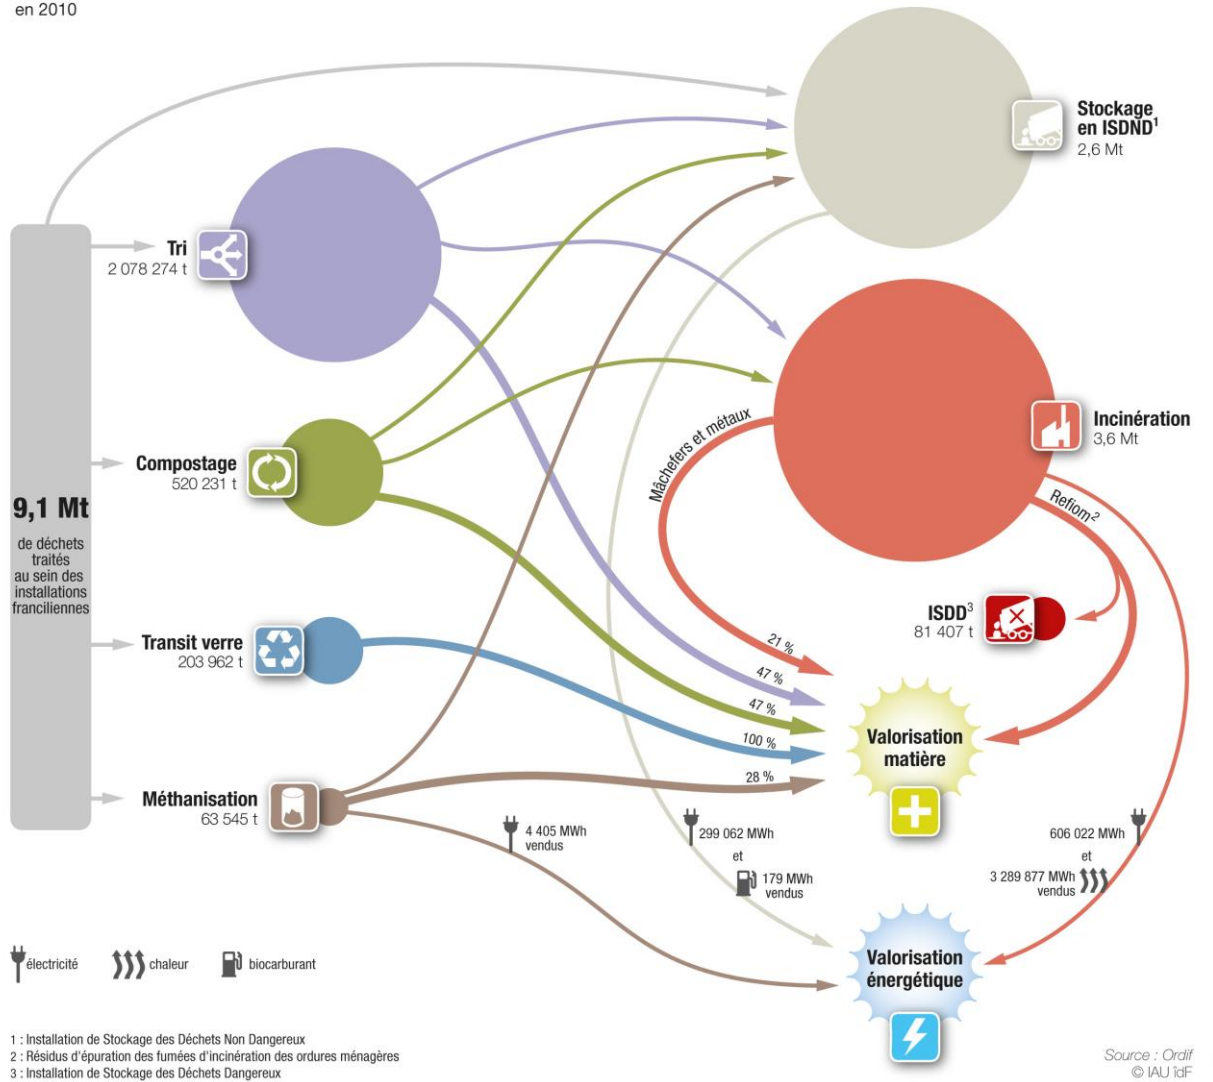 en 2010
Stockage
en ISDND1
2,6 Mt
Tri
2 078 274 t
Incinération
3,6 Mt
Mâchefers et métaux
Compostage
520 231 t
Refiom2
9,1 Mt
de déchets
traités
au sein des
installations
franciliennes
ISDD3
81 407 t
Transit verre
203 962 t
21 %
47 %
47 %
100 %
28 %
Valorisation
matière
Méthanisation
63 545 t
4 405 MWh
vendus
299 062 MWh
et
179 MWh
vendus
606 022 MWh
et
3 289 877 MWh
vendus
Valorisation
énergétique
électricité
chaleur
biocarburant
1 : Installation de Stockage des Déchets Non Dangereux
2 : Résidus d'épuration des fumées d'incinération des ordures ménagères
3 : Installation de Stockage des Déchets Dangereux
Source : Ordif
© IAU îdF